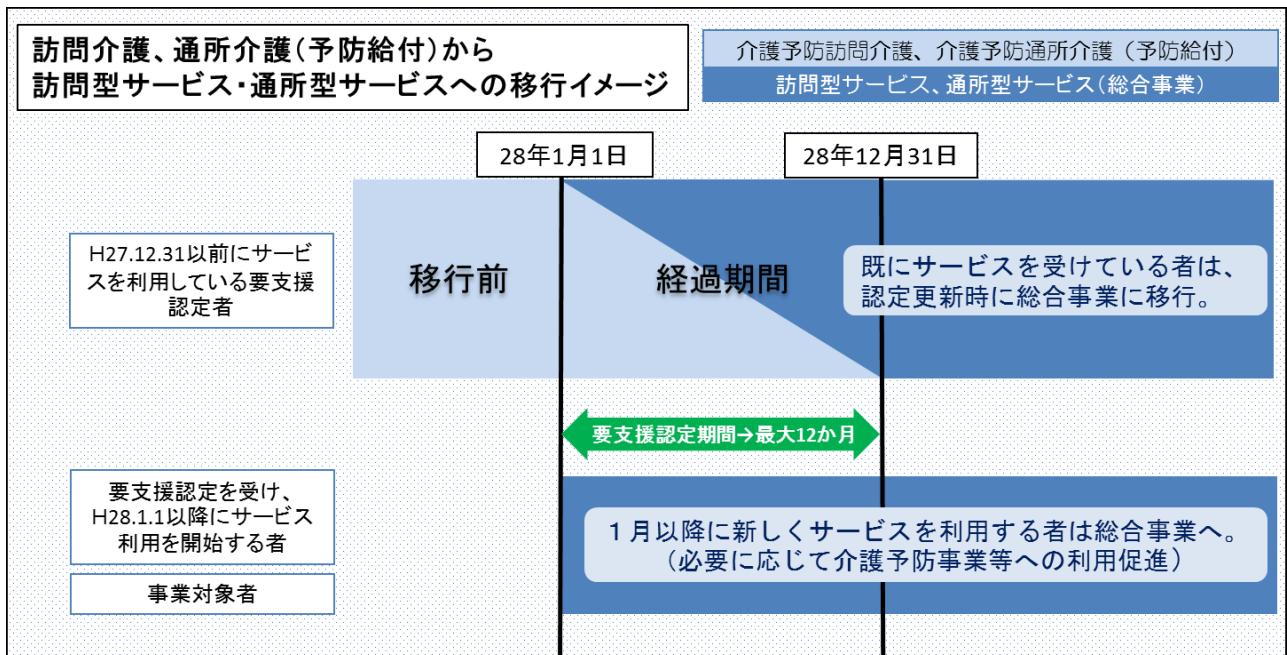 訪問介護、通所介護(予防給付)から
訪問型サービス・通所型サービスへの移行イメージ
介護予防訪問介護、介護予防通所介護（予防給付）
訪問型サービス、通所型サービス(総合事業)
28年1月1日
28年12月31日
H27.12.31以前にサービ
スを利用している要支援
認定者
移行前
経過期間
既にサービスを受けている者は、
認定更新時に総合事業に移行。
要支援認定期間→最大12か月
要支援認定を受け、
H28.1.1以降にサービス
利用を開始する者
１月以降に新しくサービスを利用する者は総合事業へ。
（必要に応じて介護予防事業等への利用促進）
事業対象者